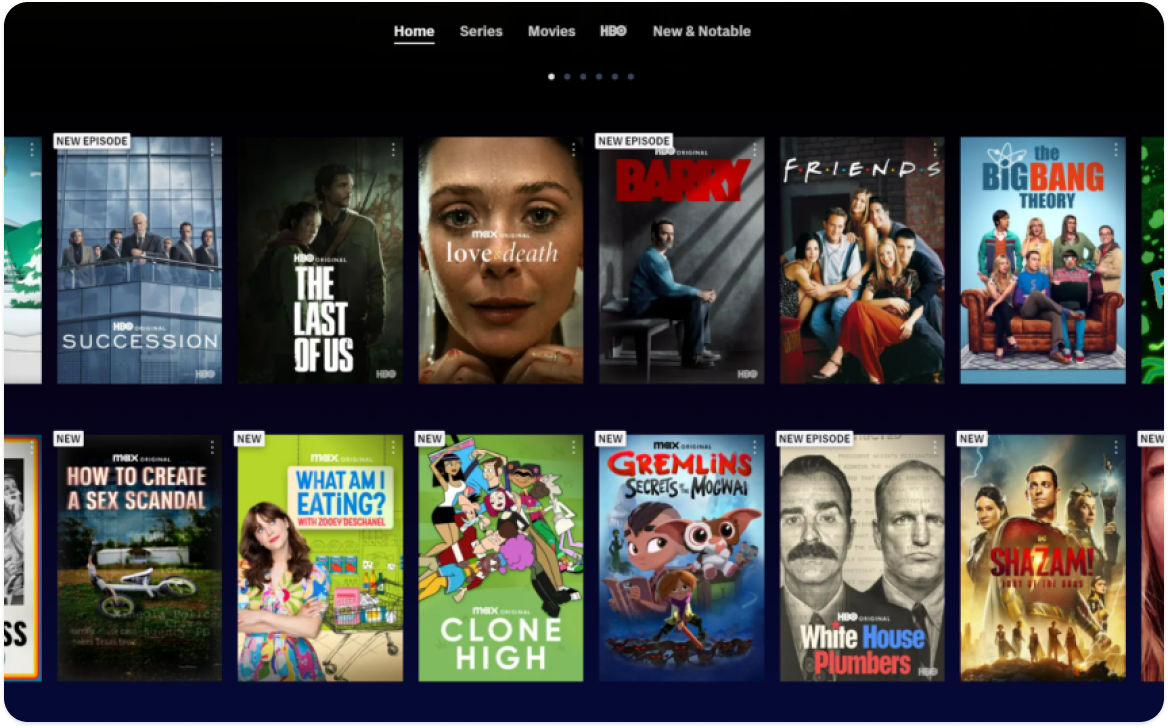 Home Series Movies HBO New & Notable
NEW EPISODE
HBO ORIGINAL
SUCCESSION
HBO
HBO ORIGINAL
THE
LAST
OF US
HBO
max ORIGINAL
love & death
NEW EPISODE
HBO ORIGINAL
BARRY
HBO
F·R·I·E·N·D·S
the
BiG BANG
THEORY
SS
NEW
max ORIGINAL
HOW TO CREATE
A SEX SCANDAL
NEW
max ORIGINAL
WHAT AM I
EATING?
WITH ZOOEY DESCHANEL
NEW
max ORIGINAL
CLONE
HIGH
NEW
max ORIGINAL
GREMLINS
SECRETS OF THE MOGWAI
NEW EPISODE
HBO ORIGINAL
White House
Plumbers
HBO
NEW
SHAZAM!
FURY OF THE GODS
NEW